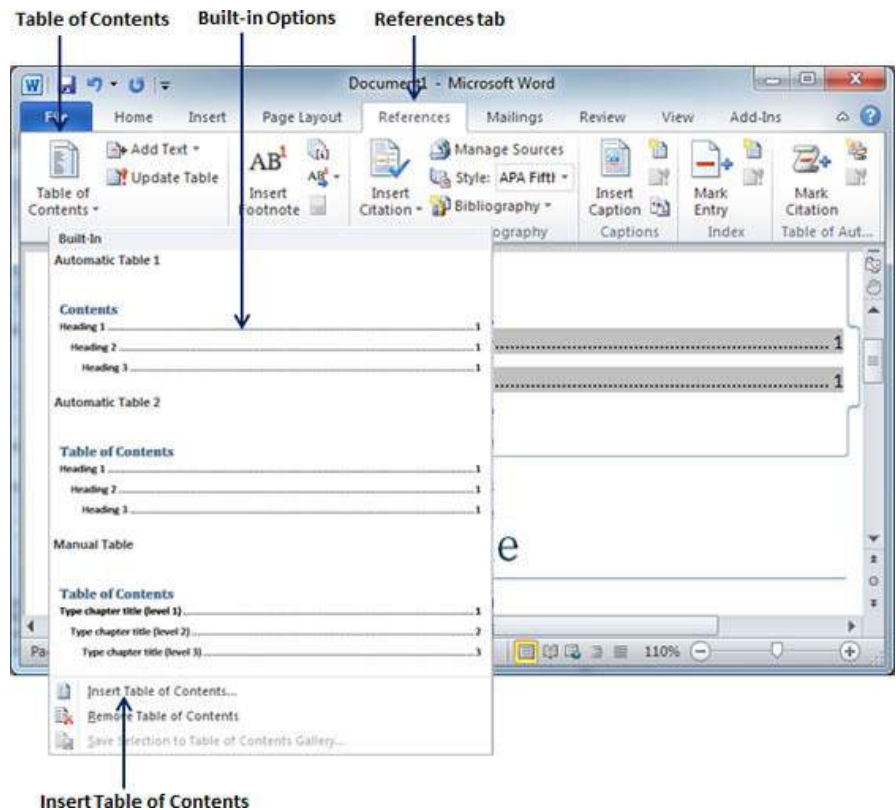 Table of Contents Built-in Options References tab
Document1 - Microsoft Word
File Home Insert Page Layout References Mailings Review View Add-Ins
Table of Contents
Add Text
Update Table
AB1
Insert Footnote
AB
Insert Citation
Manage Sources
Style: APA Fifth
Bibliography
Insert Caption
Mark Entry
Mark Citation
ography Captions Index Table of Aut...
Built-In
Automatic Table 1
Contents
Heading 1 1
Heading 2 1
Heading 3 1
Automatic Table 2
Table of Contents
Heading 1 1
Heading 2 1
Heading 3 1
Manual Table
Table of Contents
Type chapter title (level 1) 1
Type chapter title (level 2) 2
Type chapter title (level 3) 3
1
1
e
Pa
110%
Insert Table of Contents...
Remove Table of Contents
Save Selection to Table of Contents Gallery...
Insert Table of Contents